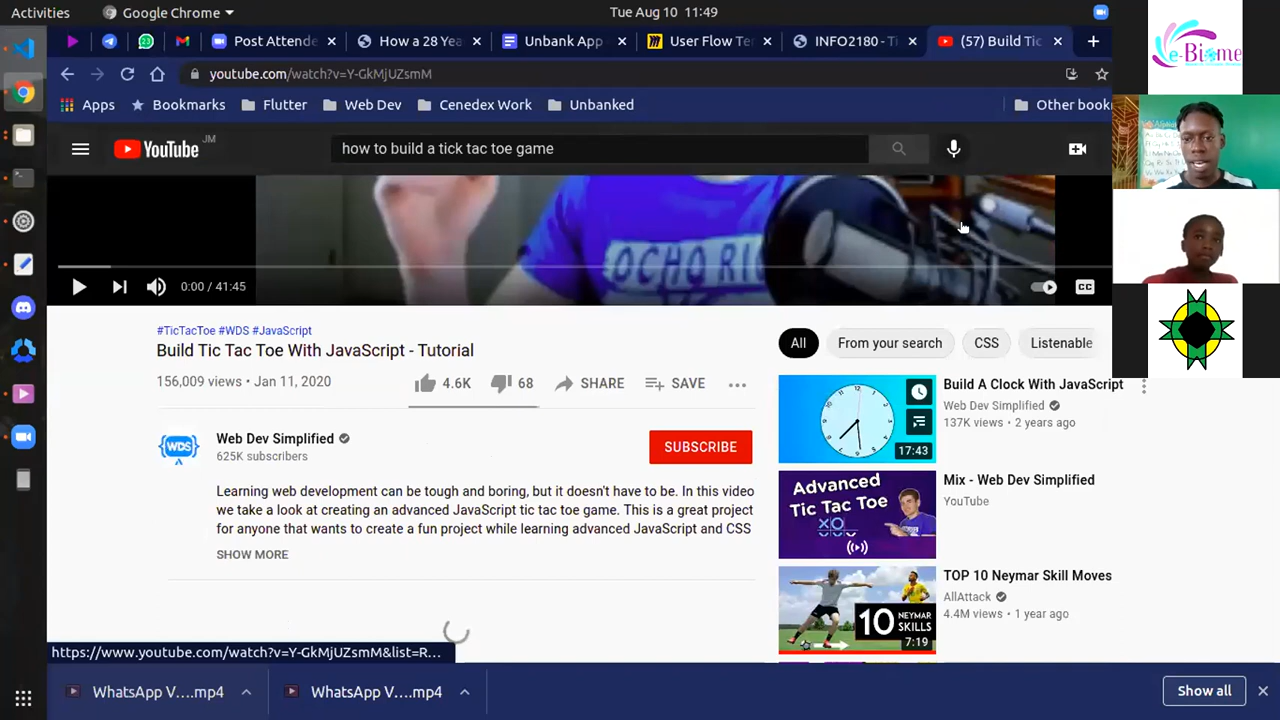 Activities
Google Chrome
Tue Aug 10 11:49
Post Attende
How a 28 Yea
Unbank App
User Flow Te
INFO2180 - Ti
(57) Build Tic
youtube.com/watch?v=Y-GkMjUZsmM
Apps
Bookmarks
Flutter
Web Dev
Cenedex Work
Unbanked
Other book
YouTube
JM
how to build a tick tac toe game
OCHO RI
0:00 / 41:45
CC
#TicTacToe #WDS #JavaScript
Build Tic Tac Toe With JavaScript - Tutorial
156,009 views • Jan 11, 2020
4.6K
68
SHARE
SAVE
WDS
Web Dev Simplified
625K subscribers
SUBSCRIBE
Learning web development can be tough and boring, but it doesn't have to be. In this video
we take a look at creating an advanced JavaScript tic tac toe game. This is a great project
for anyone that wants to create a fun project while learning advanced JavaScript and CSS
SHOW MORE
All
From your search
CSS
Listenable
Build A Clock With JavaScript
Web Dev Simplified
137K views • 2 years ago
17:43
Advanced
Tic Tac Toe
Mix - Web Dev Simplified
YouTube
TOP 10 Neymar Skill Moves
AllAttack
4.4M views • 1 year ago
10 NEYMAR
SKILLS
7:19
https://www.youtube.com/watch?v=Y-GkMjUZsmM&list=R...
WhatsApp V....mp4
WhatsApp V....mp4
Show all
e-Biome